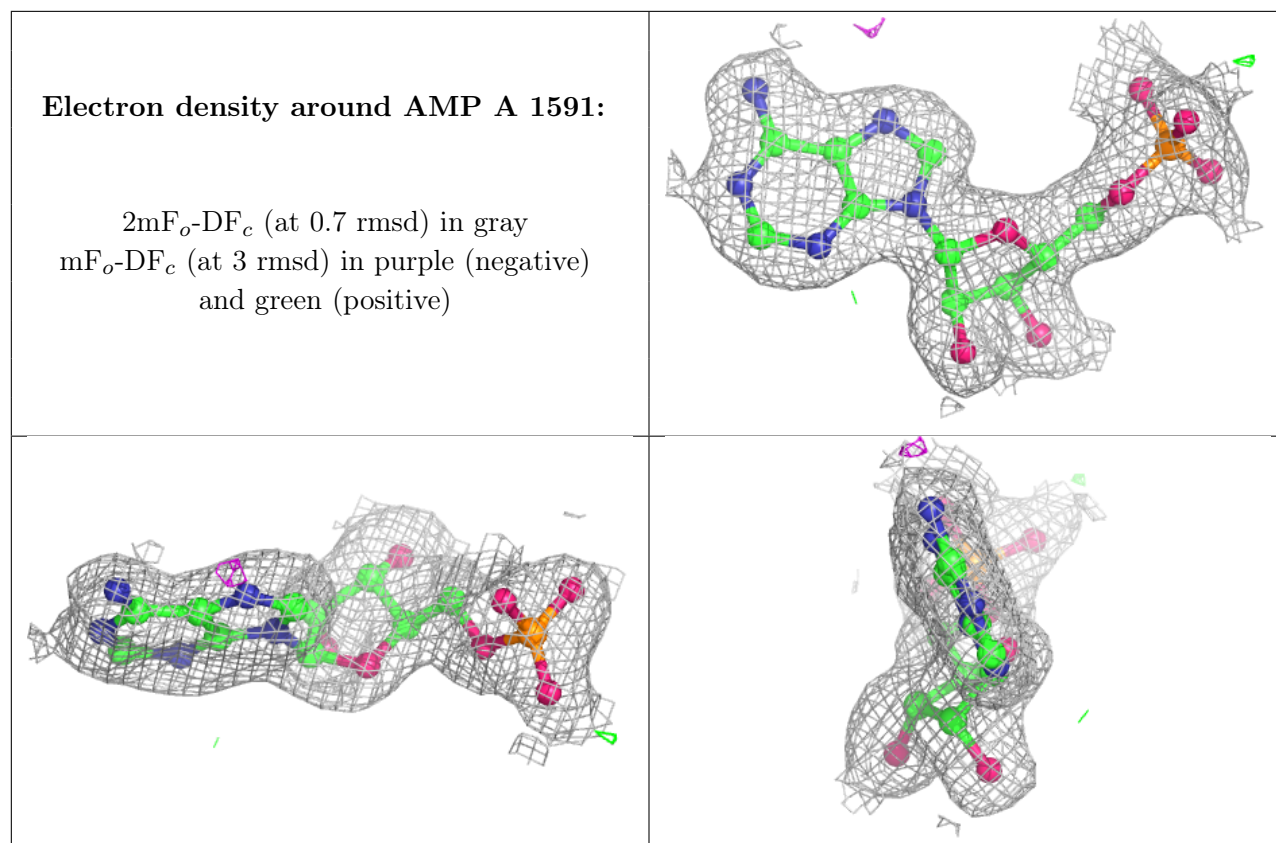 Electron density around AMP A 1591:
2mFo-DFc (at 0.7 rmsd) in gray
mFo-DFc (at 3 rmsd) in purple (negative)
and green (positive)